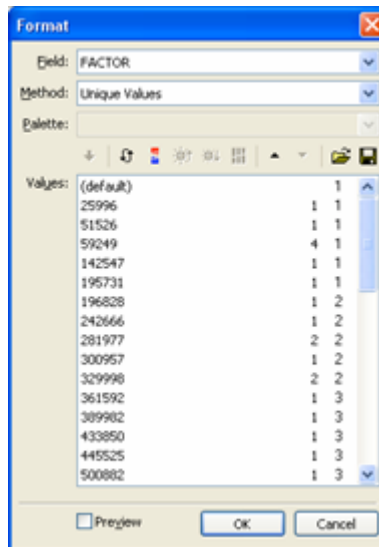 Format
Field: FACTOR
Method: Unique Values
Palette:
Values: (default) 1
25996 1 1
51526 1 1
59249 4 1
142547 1 1
195731 1 1
196828 1 2
242666 1 2
281977 2 2
300957 1 2
329998 2 2
361592 1 3
389982 1 3
433850 1 3
445525 1 3
500882 1 3
Preview OK Cancel